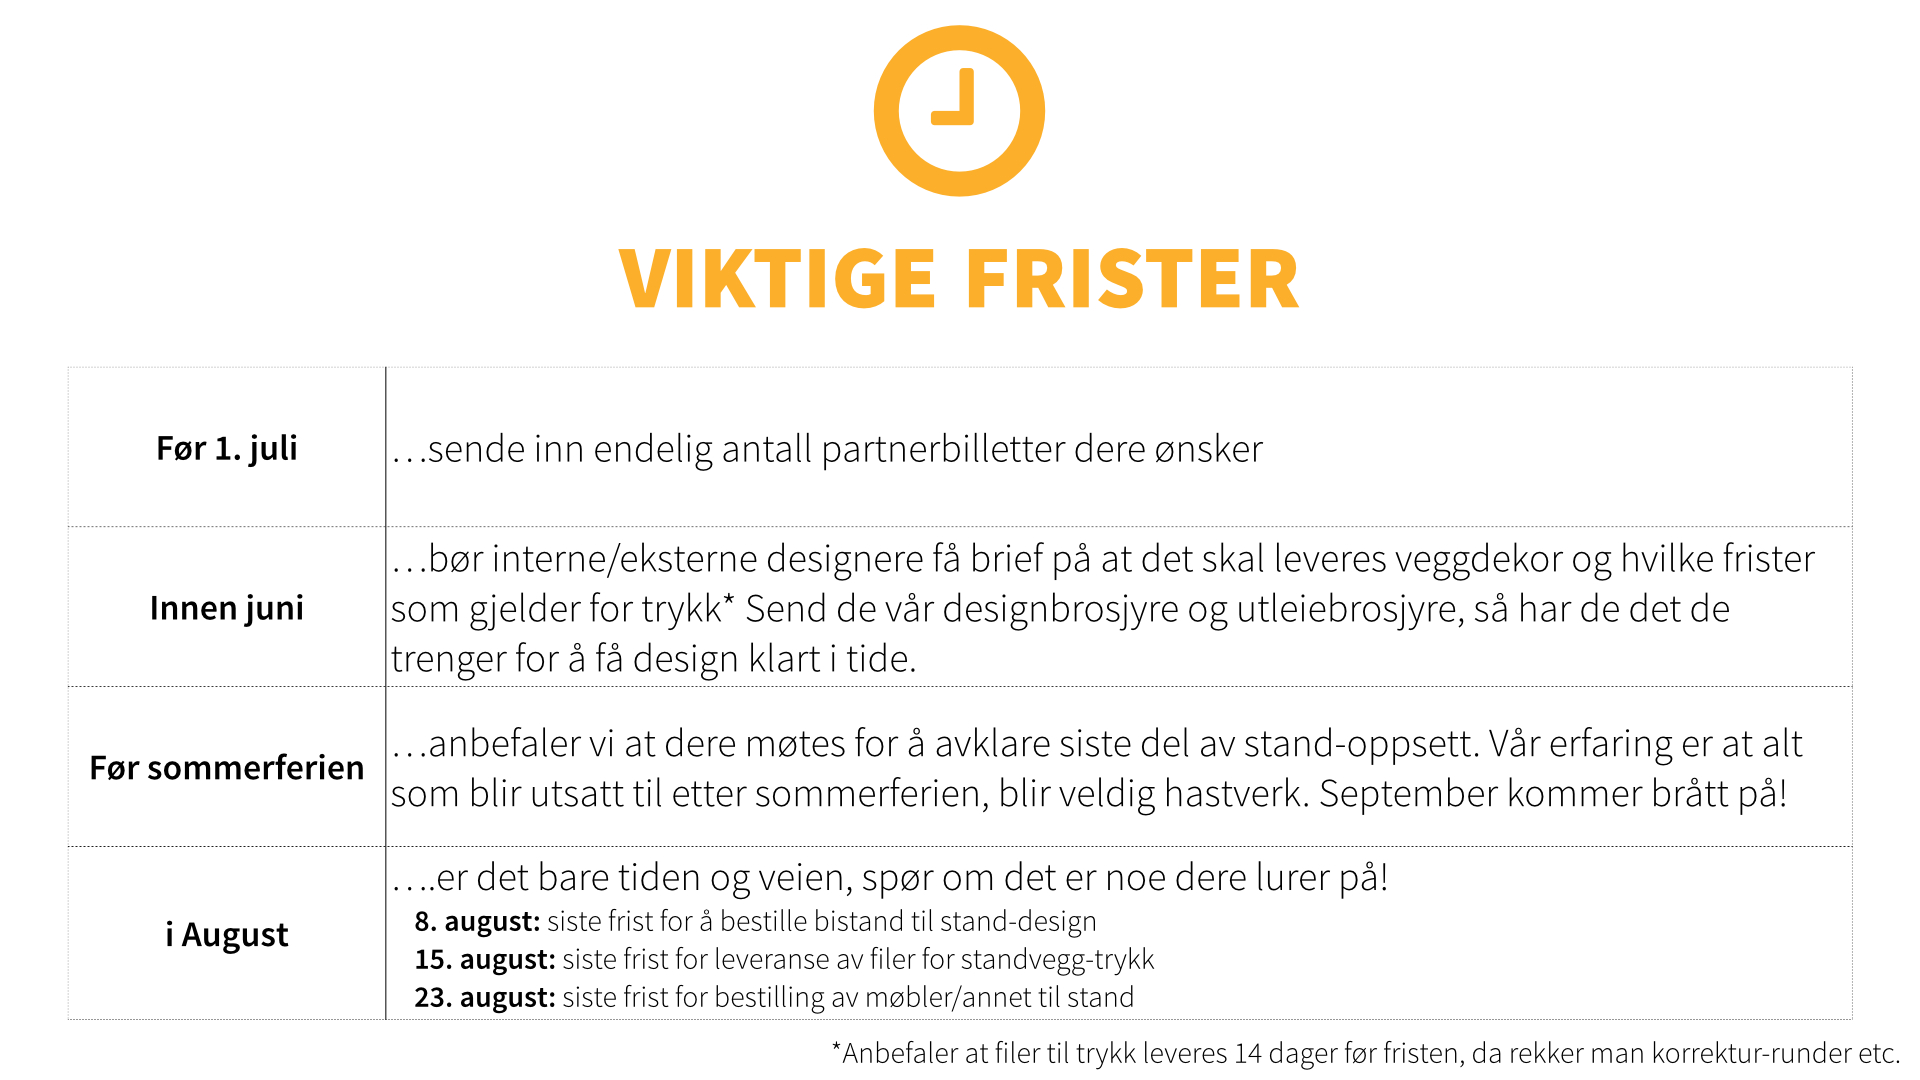 VIKTIGE FRISTER
Før 1. juli
…sende inn endelig antall partnerbilletter dere ønsker
Innen juni
…bør interne/eksterne designere få brief på at det skal leveres veggdekor og hvilke frister
som gjelder for trykk* Send de vår designbrosjyre og utleiebrosjyre, så har de det de
trenger for å få design klart i tide.
Før sommerferien
…anbefaler vi at dere møtes for å avklare siste del av stand-oppsett. Vår erfaring er at alt
som blir utsatt til etter sommerferien, blir veldig hastverk. September kommer brått på!
i August
….er det bare tiden og veien, spør om det er noe dere lurer på!
8. august: siste frist for å bestille bistand til stand-design
15. august: siste frist for leveranse av filer for standvegg-trykk
23. august: siste frist for bestilling av møbler/annet til stand
*Anbefaler at filer til trykk leveres 14 dager før fristen, da rekker man korrektur-runder etc.